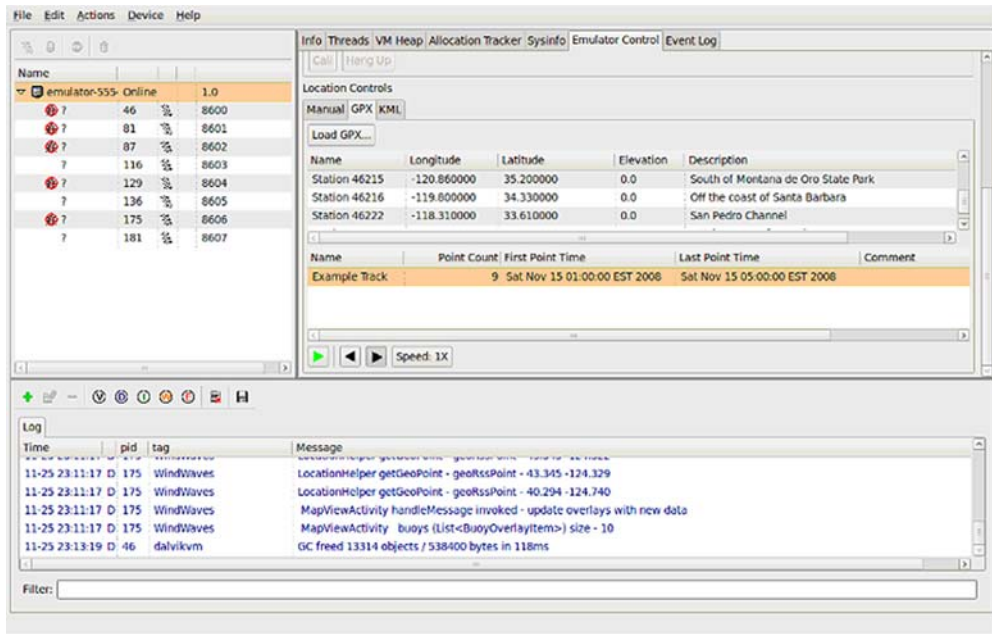 File Edit Actions Device Help
Info Threads VM Heap Allocation Tracker Sysinfo Emulator Control Event Log
Call Hang Up
Name
emulator-555 Online 1.0
? 46 8600
? 81 8601
? 87 8602
? 116 8603
? 129 8604
? 136 8605
? 175 8606
? 181 8607
Location Controls
Manual GPX KML
Load GPX...
Name Longitude Latitude Elevation Description
Station 46215 -120.860000 35.200000 0.0 South of Montana de Oro State Park
Station 46216 -119.800000 34.330000 0.0 Off the coast of Santa Barbara
Station 46222 -118.310000 33.610000 0.0 San Pedro Channel
Name Point Count First Point Time Last Point Time Comment
Example Track 9 Sat Nov 15 01:00:00 EST 2008 Sat Nov 15 05:00:00 EST 2008
Speed: 1X
V D I W E
Log
Time pid tag Message
11-25 23:11:17 D 175 WindWaves LocationHelper getGeoPoint - geoRssPoint - 43.345 -124.329
11-25 23:11:17 D 175 WindWaves LocationHelper getGeoPoint - geoRssPoint - 40.294 -124.740
11-25 23:11:17 D 175 WindWaves MapViewActivity handleMessage invoked - update overlays with new data
11-25 23:11:17 D 175 WindWaves MapViewActivity buoys (List<BuoyOverlayItem>) size - 10
11-25 23:13:19 D 46 dalvikvm GC freed 13314 objects / 538400 bytes in 118ms
Filter: